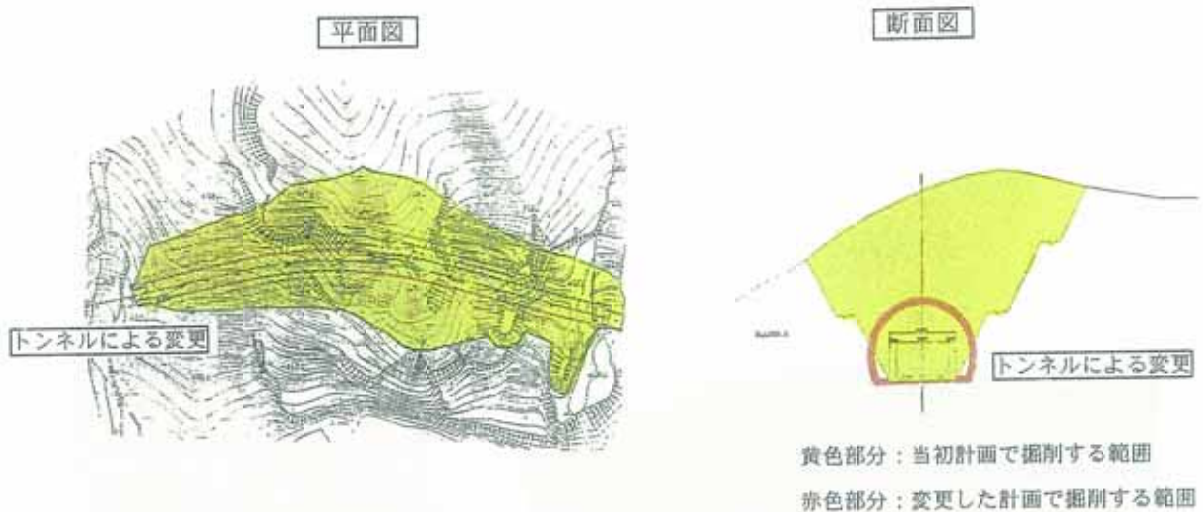 平面図
断面図
トンネルによる変更
トンネルによる変更
黄色部分：当初計画で掘削する範囲
赤色部分：変更した計画で掘削する範囲